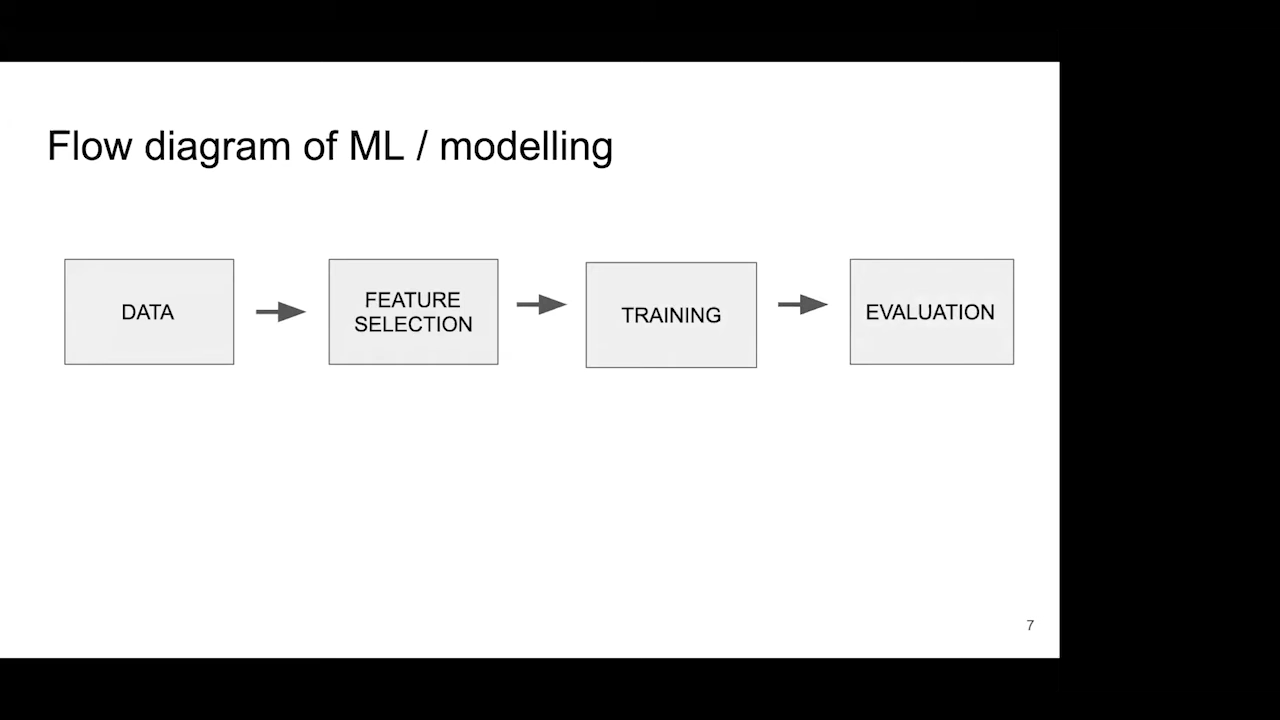 Flow diagram of ML / modelling
DATA
FEATURE
SELECTION
TRAINING
EVALUATION
7